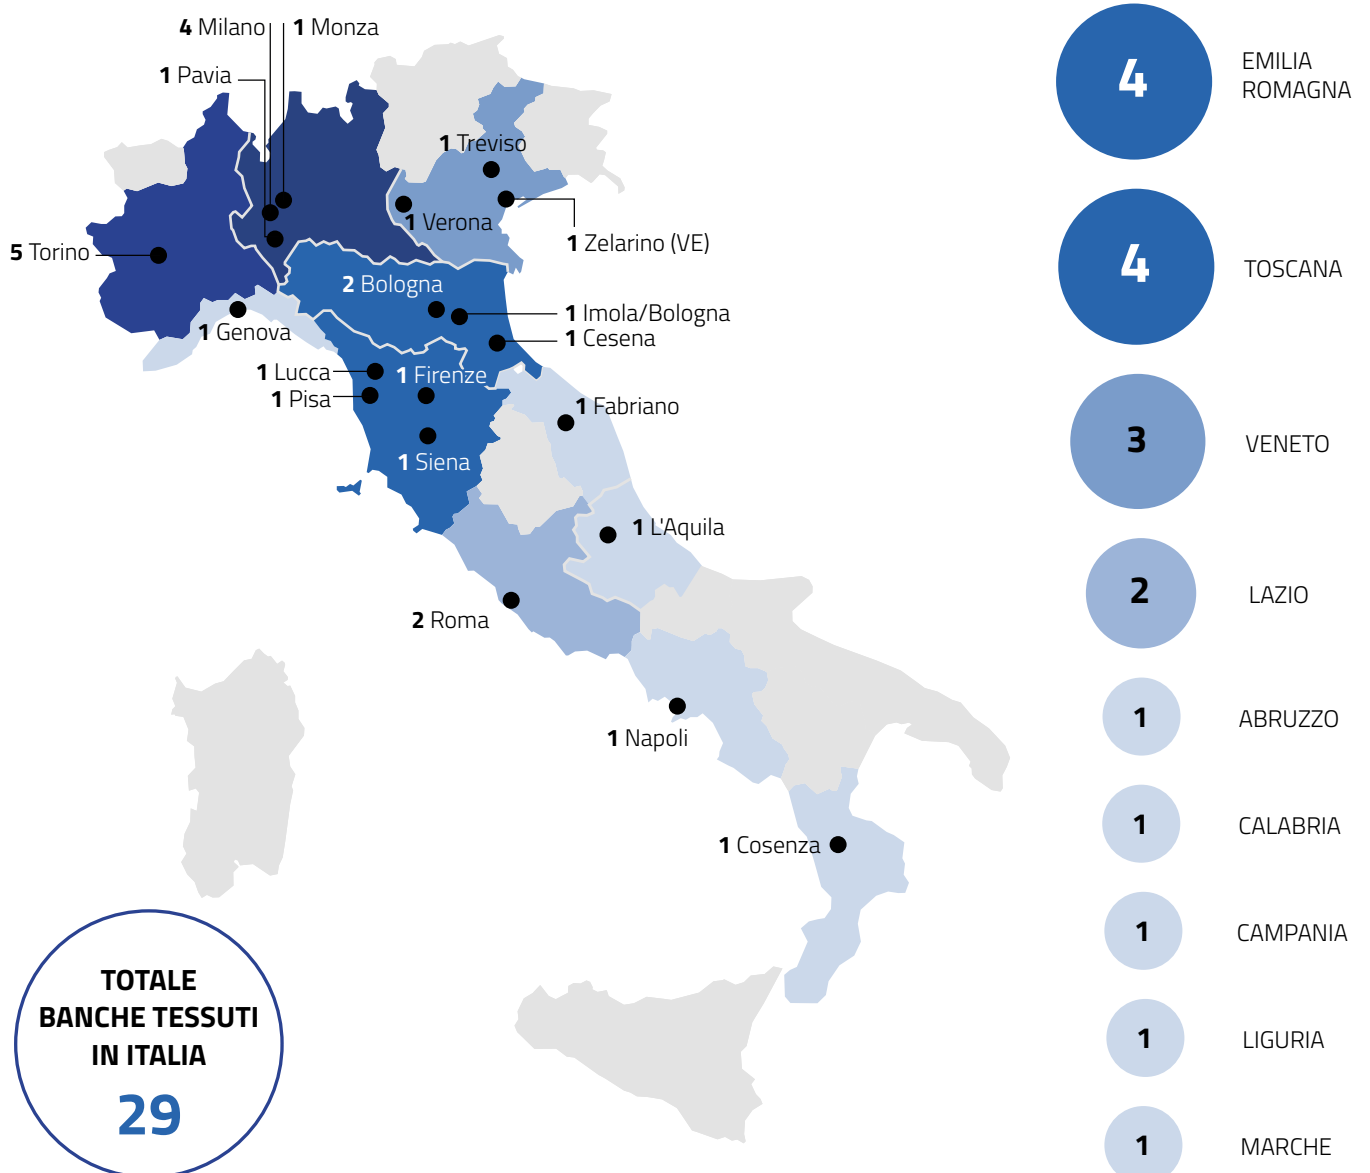 4 Milano
1 Monza
1 Pavia
1 Treviso
1 Verona
1 Zelarino (VE)
5 Torino
2 Bologna
1 Imola/Bologna
1 Genova
1 Cesena
1 Lucca
1 Firenze
1 Pisa
1 Fabriano
1 Siena
1 L'Aquila
2 Roma
1 Napoli
1 Cosenza
TOTALE
BANCHE TESSUTI
IN ITALIA
29
4
EMILIA
ROMAGNA
4
TOSCANA
3
VENETO
2
LAZIO
1
ABRUZZO
1
CALABRIA
1
CAMPANIA
1
LIGURIA
1
MARCHE